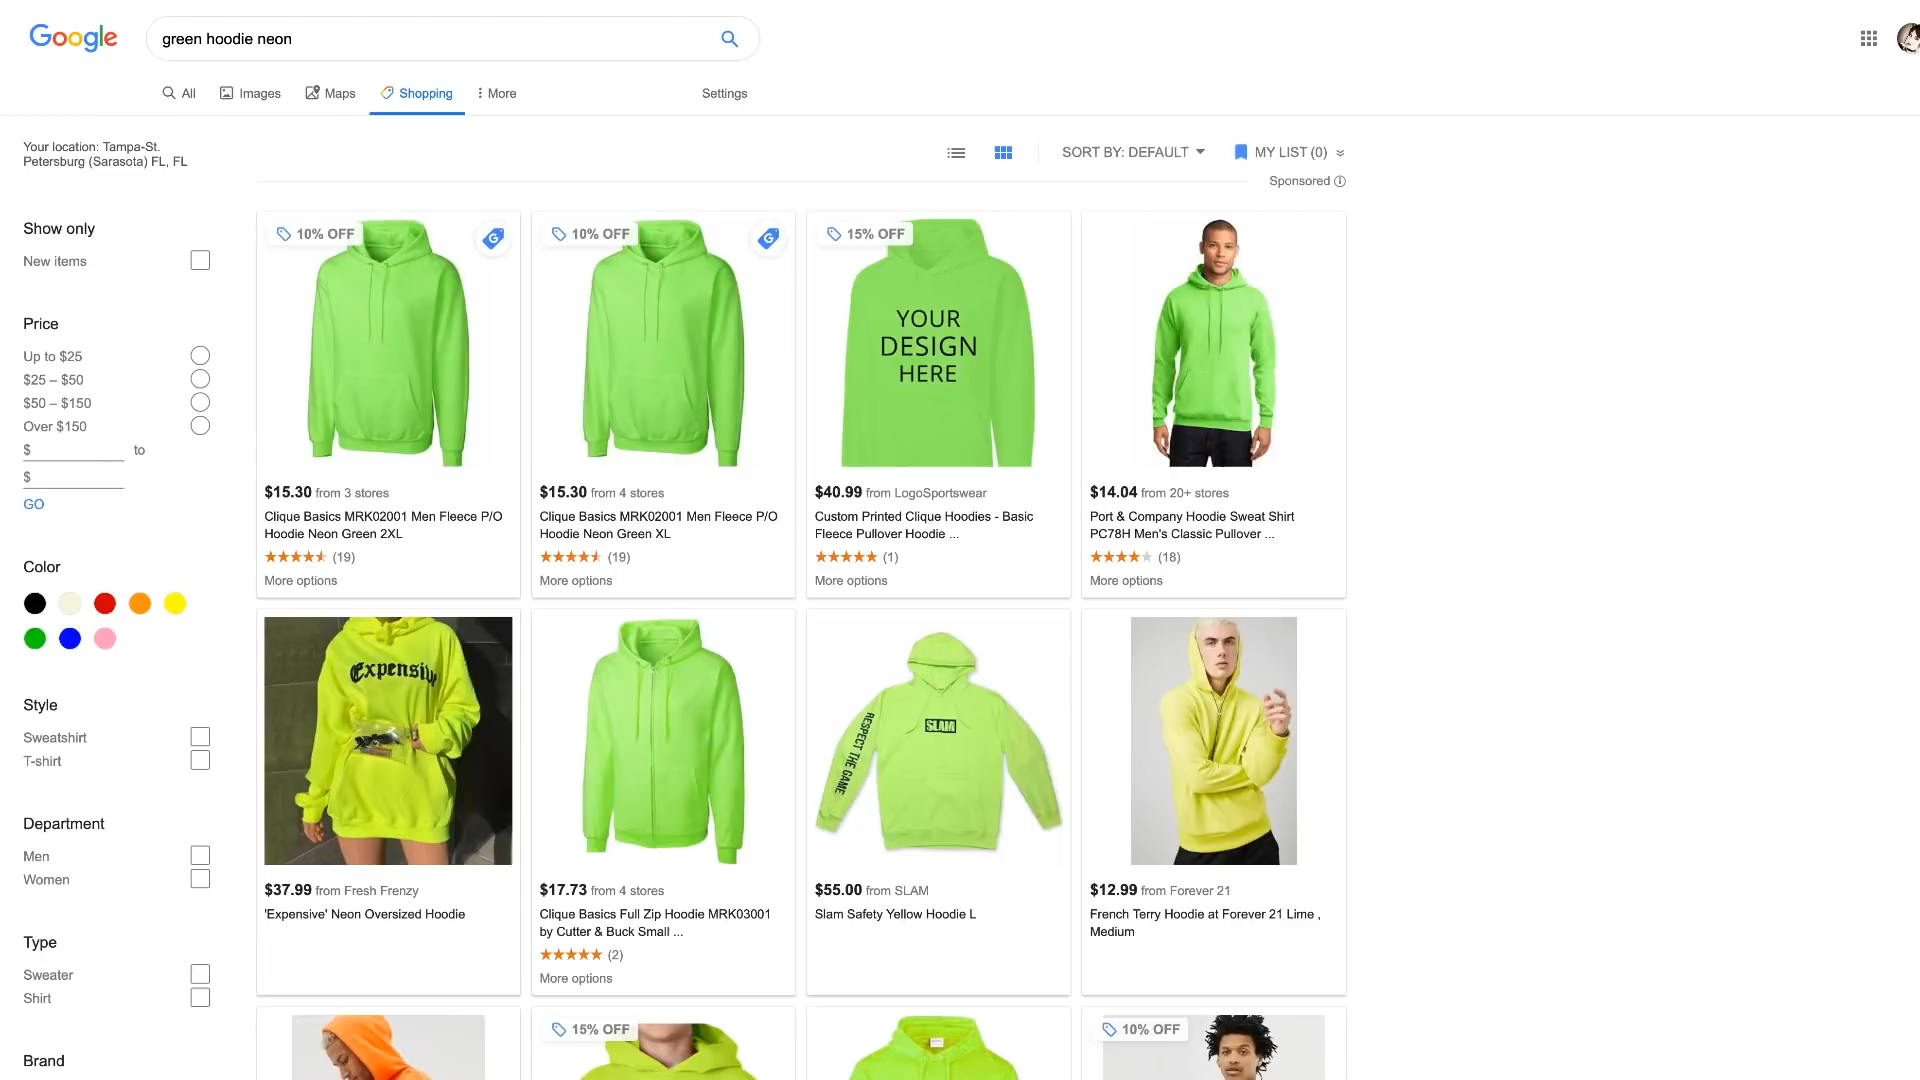 Google
green hoodie neon
All
Images
Maps
Shopping
More
Settings
Your location: Tampa-St.
Petersburg (Sarasota) FL, FL
SORT BY: DEFAULT
MY LIST (0)
Sponsored
Show only
New items
Price
Up to $25
$25 – $50
$50 – $150
Over $150
$ to
$
GO
Color
Style
Sweatshirt
T-shirt
Department
Men
Women
Type
Sweater
Shirt
Brand
10% OFF
G
$15.30 from 3 stores
Clique Basics MRK02001 Men Fleece P/O
Hoodie Neon Green 2XL
(19)
More options
10% OFF
G
$15.30 from 4 stores
Clique Basics MRK02001 Men Fleece P/O
Hoodie Neon Green XL
(19)
More options
15% OFF
YOUR
DESIGN
HERE
$40.99 from LogoSportswear
Custom Printed Clique Hoodies - Basic
Fleece Pullover Hoodie ...
(1)
More options
$14.04 from 20+ stores
Port & Company Hoodie Sweat Shirt
PC78H Men's Classic Pullover ...
(18)
More options
Expensive
$37.99 from Fresh Frenzy
'Expensive' Neon Oversized Hoodie
$17.73 from 4 stores
Clique Basics Full Zip Hoodie MRK03001
by Cutter & Buck Small ...
(2)
More options
SLAM
RESPECT THE GAME
$55.00 from SLAM
Slam Safety Yellow Hoodie L
$12.99 from Forever 21
French Terry Hoodie at Forever 21 Lime ,
Medium
15% OFF
10% OFF